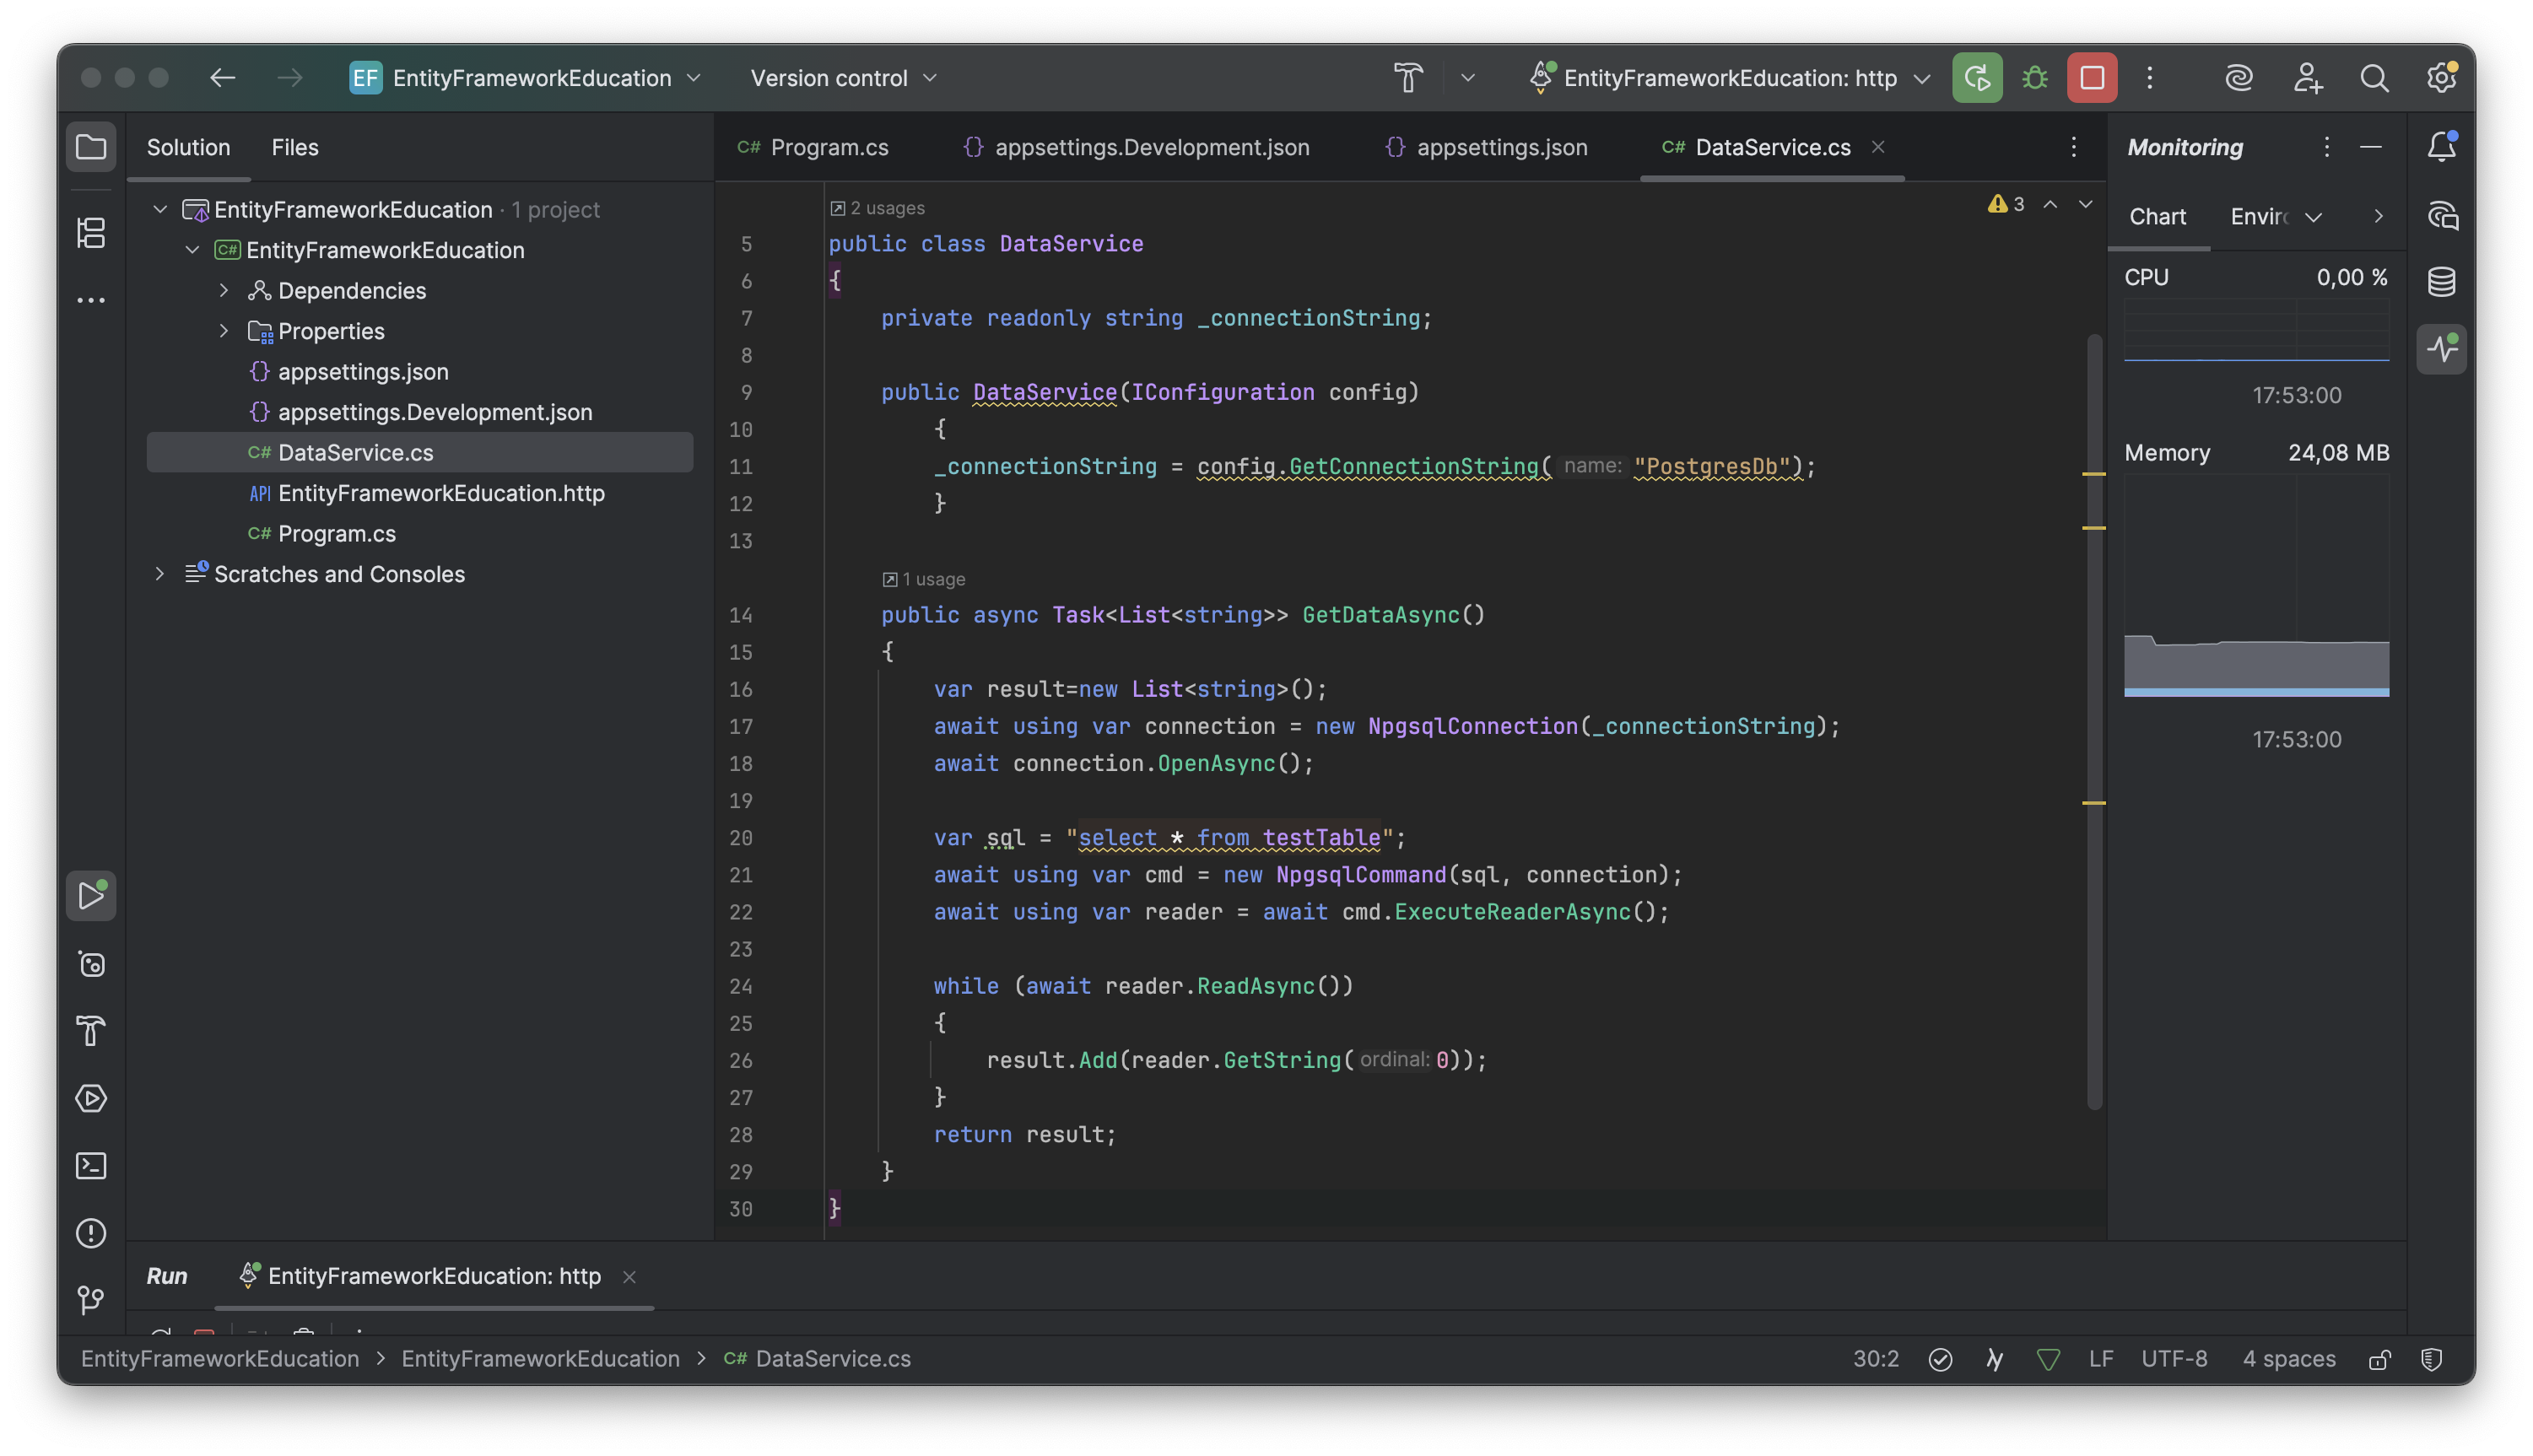 EF EntityFrameworkEducation Version control EntityFrameworkEducation: http
Solution Files
EntityFrameworkEducation · 1 project
C# EntityFrameworkEducation
Dependencies
Properties
{} appsettings.json
{} appsettings.Development.json
C# DataService.cs
API EntityFrameworkEducation.http
C# Program.cs
Scratches and Consoles
C# Program.cs {} appsettings.Development.json {} appsettings.json C# DataService.cs
3
2 usages
5 public class DataService
6 {
7 private readonly string _connectionString;
8
9 public DataService(IConfiguration config)
10 {
11 _connectionString = config.GetConnectionString( name: "PostgresDb");
12 }
13
1 usage
14 public async Task<List<string>> GetDataAsync()
15 {
16 var result=new List<string>();
17 await using var connection = new NpgsqlConnection(_connectionString);
18 await connection.OpenAsync();
19
20 var sql = "select * from testTable";
21 await using var cmd = new NpgsqlCommand(sql, connection);
22 await using var reader = await cmd.ExecuteReaderAsync();
23
24 while (await reader.ReadAsync())
25 {
26 result.Add(reader.GetString( ordinal: 0));
27 }
28 return result;
29 }
30 }
Monitoring
Chart Envir
CPU 0,00 %
17:53:00
Memory 24,08 MB
17:53:00
Run EntityFrameworkEducation: http
EntityFrameworkEducation > EntityFrameworkEducation > C# DataService.cs
30:2 LF UTF-8 4 spaces